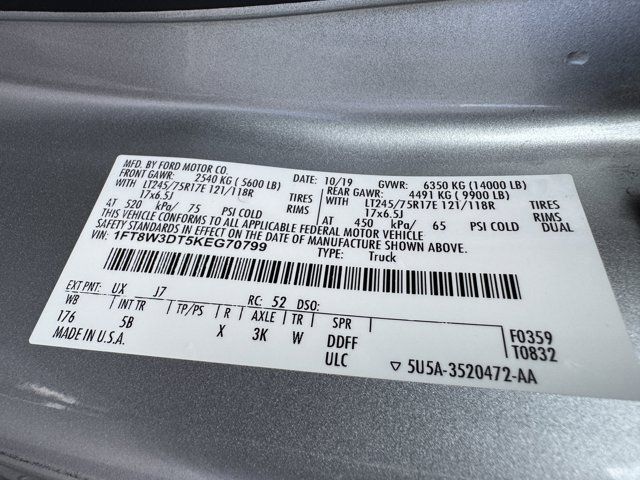 MFD. BY FORD MOTOR CO. 10/19 GVWR: 6350 KG (14000 LB)
FRONT GAWR: 2540 KG (5600 LB) REAR GAWR: 4491 KG (9900 LB)
WITH LT245/75R17E 121/118R TIRES WITH LT245/75R17E 121/118R TIRES
17x6.5J RIMS 17x6.5J RIMS
AT 520 kPa/ 75 PSI COLD AT 450 kPa/ 65 PSI COLD DUAL
THIS VEHICLE CONFORMS TO ALL APPLICABLE FEDERAL MOTOR VEHICLE
SAFETY STANDARDS IN EFFECT ON THE DATE OF MANUFACTURE SHOWN ABOVE.
VIN: 1FT8W3DT5KEG70799
TYPE: Truck
EXT PNT: UX J7 RC: 52 DSO:
WB INT TR TP/PS R AXLE TR SPR F0359
176 5B X 3K W DDFF T0832
MADE IN U.S.A. ULC ▽ 5U5A-3520472-AA